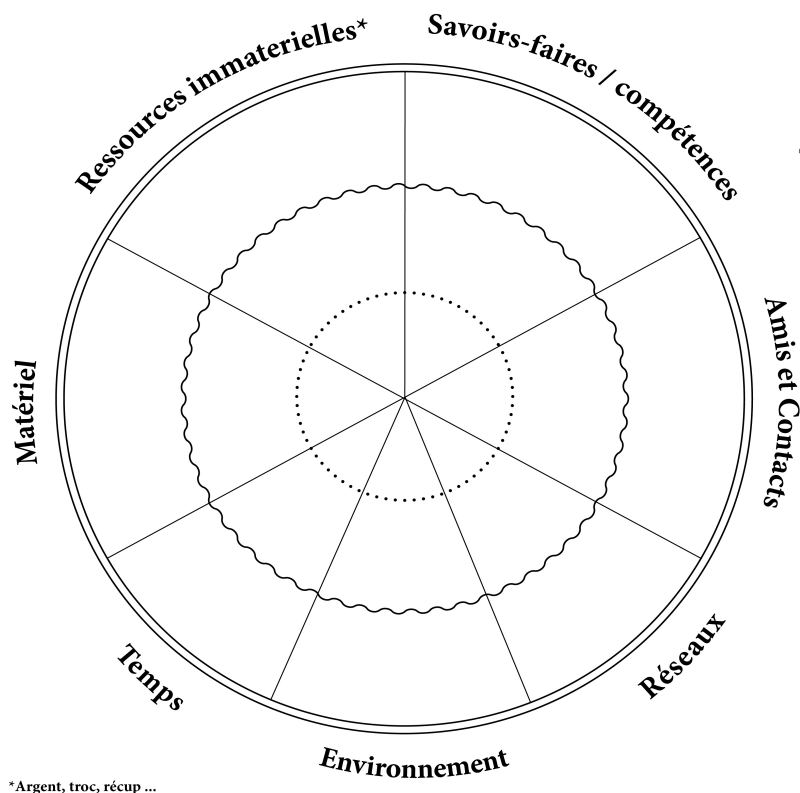 Ressources immaterielles*
Savoirs-faires / compétences
Amis et Contacts
Réseaux
Environnement
Temps
Matériel
*Argent, troc, récup ...